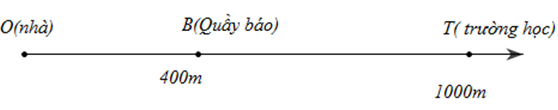 O(nhà)
B(Quầy báo)
T( trường học)
400m
1000m